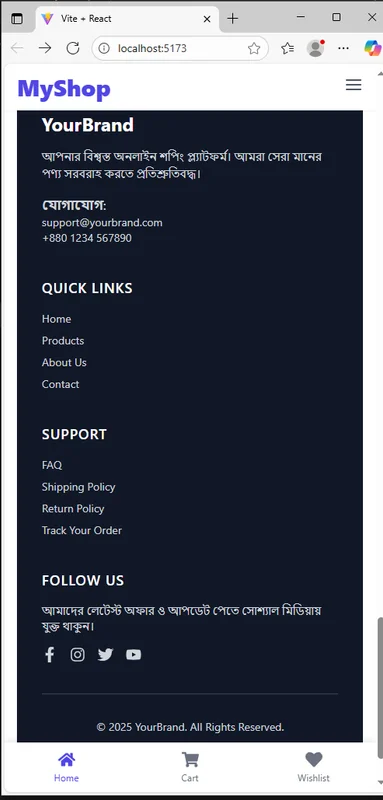 Vite + React
localhost:5173
MyShop
YourBrand
আপনার বিশ্বস্ত অনলাইন শপিং প্ল্যাটফর্ম। আমরা সেরা মানের
পণ্য সরবরাহ করতে প্রতিশ্রুতিবদ্ধ।
যোগাযোগ:
support@yourbrand.com
+880 1234 567890
QUICK LINKS
Home
Products
About Us
Contact
SUPPORT
FAQ
Shipping Policy
Return Policy
Track Your Order
FOLLOW US
আমাদের লেটেস্ট অফার ও আপডেট পেতে সোশ্যাল মিডিয়ায়
যুক্ত থাকুন।
© 2025 YourBrand. All Rights Reserved.
Home
Cart
Wishlist